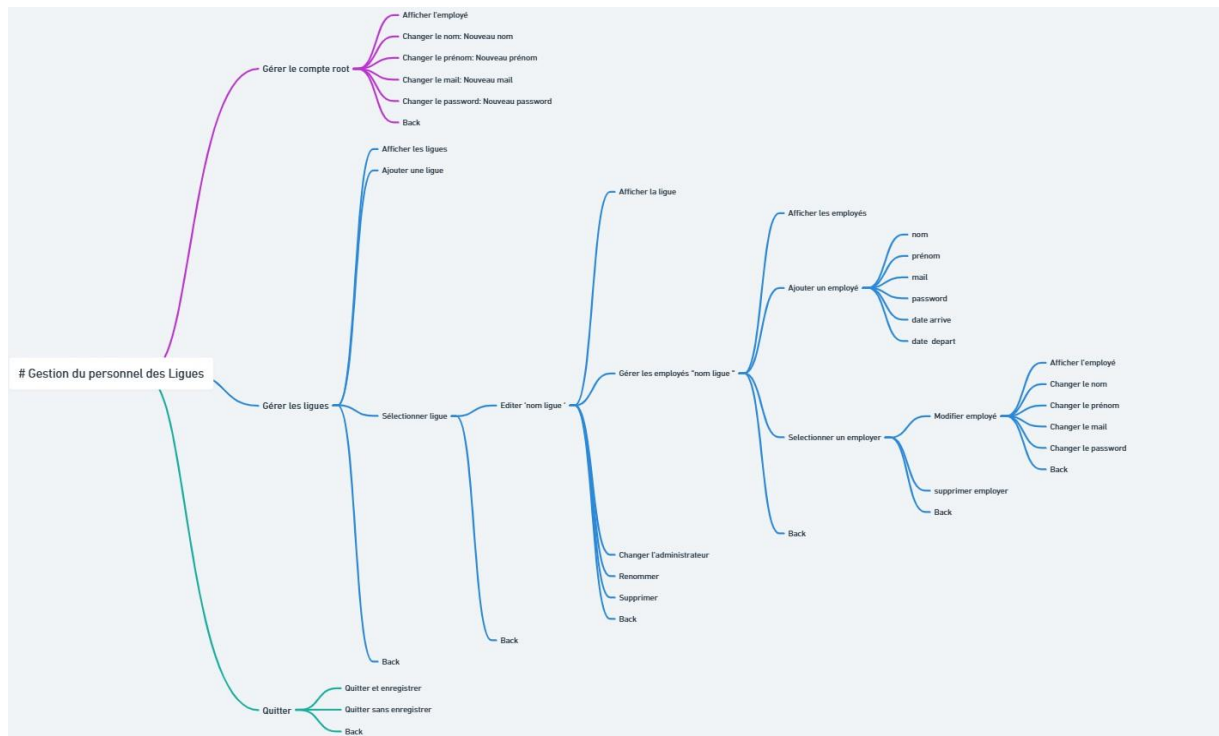 Afficher l'employé
Changer le nom: Nouveau nom
Gérer le compte root
Changer le prénom: Nouveau prénom
Changer le mail: Nouveau mail
Changer le password: Nouveau password
Back
Afficher les ligues
Ajouter une ligue
Afficher la ligue
Afficher les employés
nom
prénom
mail
Ajouter un employé
password
date arrive
date depart
Afficher l'employé
# Gestion du personnel des Ligues
Gérer les employés "nom ligue "
Changer le nom
Gérer les ligues
Editer 'nom ligue '
Changer le prénom
Sélectionner ligue
Modifier employé
Changer le mail
Selectionner un employer
Changer le password
Back
supprimer employer
Back
Back
Changer l'administrateur
Renommer
Supprimer
Back
Back
Back
Quitter et enregistrer
Quitter
Quitter sans enregistrer
Back